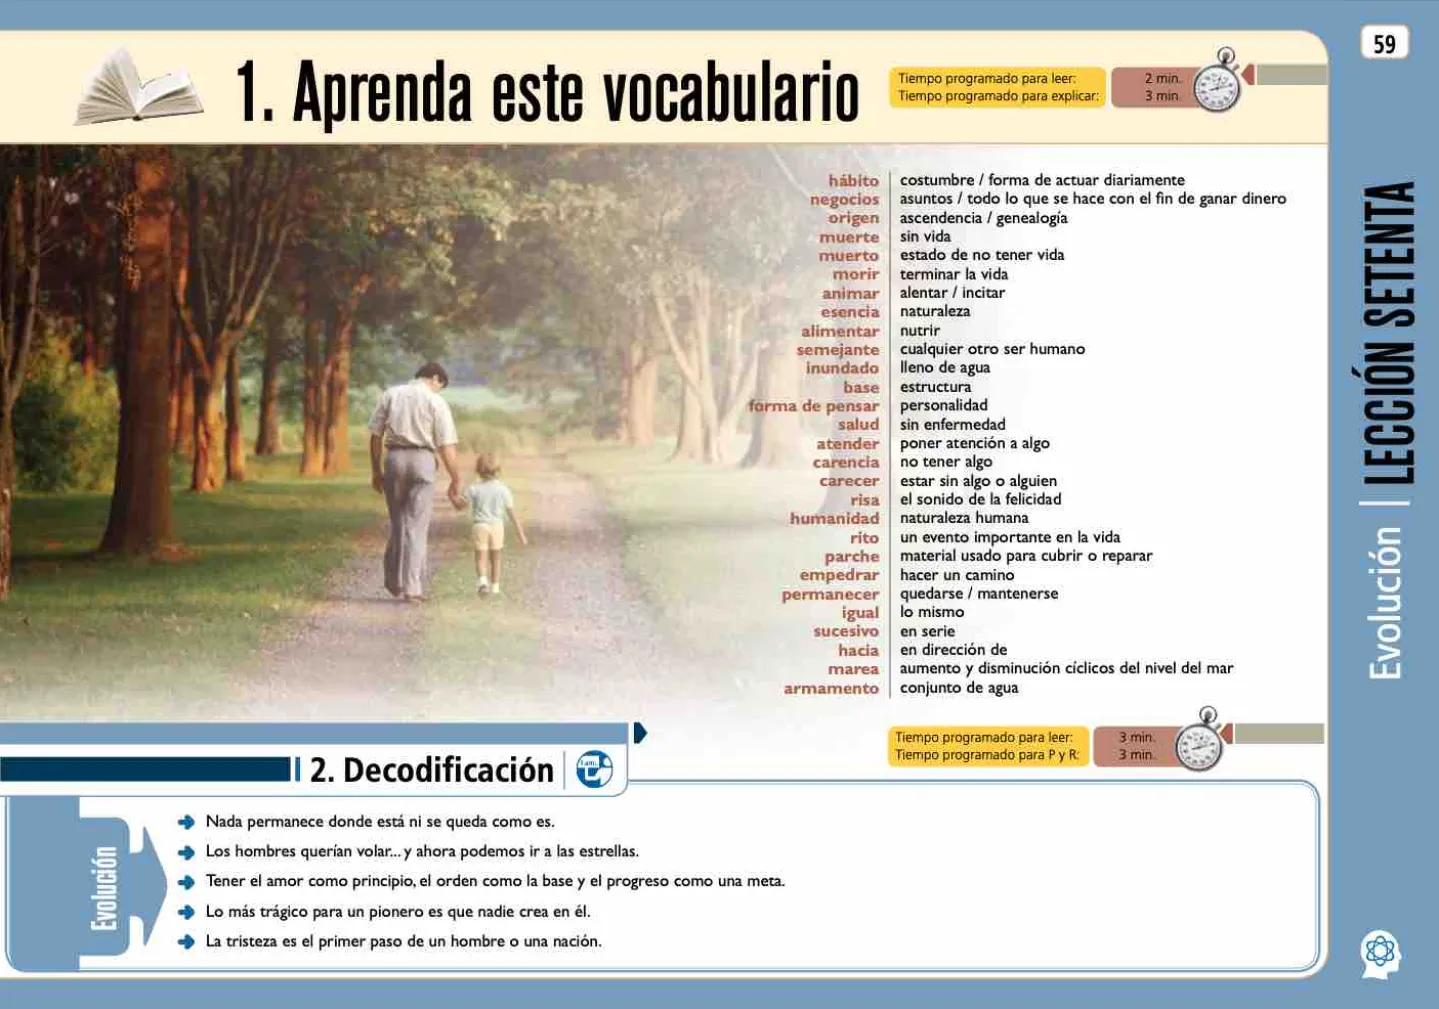 59
1. Aprenda este vocabulario
Tiempo programado para leer: 2 min.
Tiempo programado para explicar: 3 min.
hábito costumbre / forma de actuar diariamente
negocios asuntos / todo lo que se hace con el fin de ganar dinero
origen ascendencia / genealogía
muerte sin vida
muerto estado de no tener vida
morir terminar la vida
animar alentar / incitar
esencia naturaleza
alimentar nutrir
semejante cualquier otro ser humano
inundado lleno de agua
base estructura
forma de pensar personalidad
salud sin enfermedad
atender poner atención a algo
carencia no tener algo
carecer estar sin algo o alguien
risa el sonido de la felicidad
humanidad naturaleza humana
rito un evento importante en la vida
parche material usado para cubrir o reparar
empedrar hacer un camino
permanecer quedarse / mantenerse
igual lo mismo
sucesivo en serie
hacia en dirección de
marea aumento y disminución cíclicos del nivel del mar
armamento conjunto de agua
Evolución | LECCIÓN SETENTA
2. Decodificación
Tiempo programado para leer: 3 min.
Tiempo programado para P y R: 3 min.
Evolución
Nada permanece donde está ni se queda como es.
Los hombres querían volar... y ahora podemos ir a las estrellas.
Tener el amor como principio, el orden como la base y el progreso como una meta.
Lo más trágico para un pionero es que nadie crea en él.
La tristeza es el primer paso de un hombre o una nación.